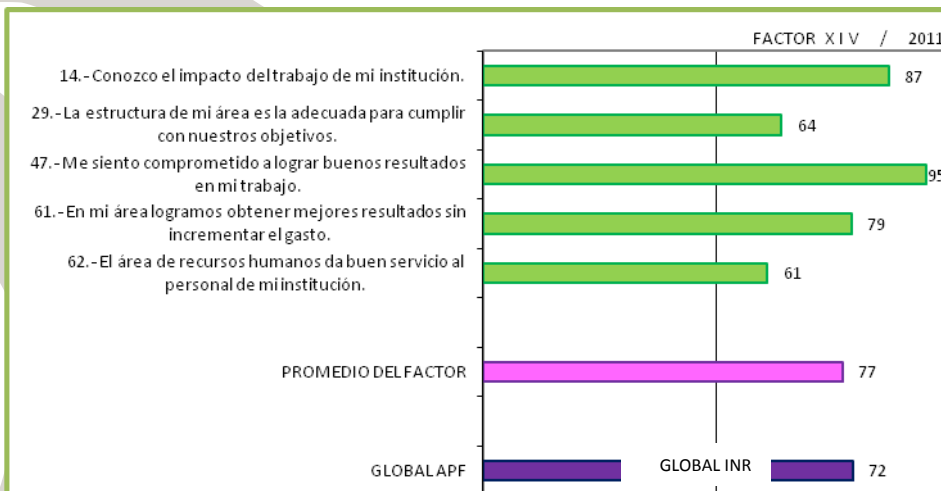 FACTOR X I V / 2011
14.-Conozco el impacto del trabajo de mi institución.
87
29.-La estructura de mi área es la adecuada para cumplir
con nuestros objetivos.
64
47.-Me siento comprometido a lograr buenos resultados
en mi trabajo.
95
61.-En mi área logramos obtener mejores resultados sin
incrementar el gasto.
79
62.-El área de recursos humanos da buen servicio al
personal de mi institución.
61
PROMEDIO DEL FACTOR
77
GLOBAL APF
GLOBAL INR
72